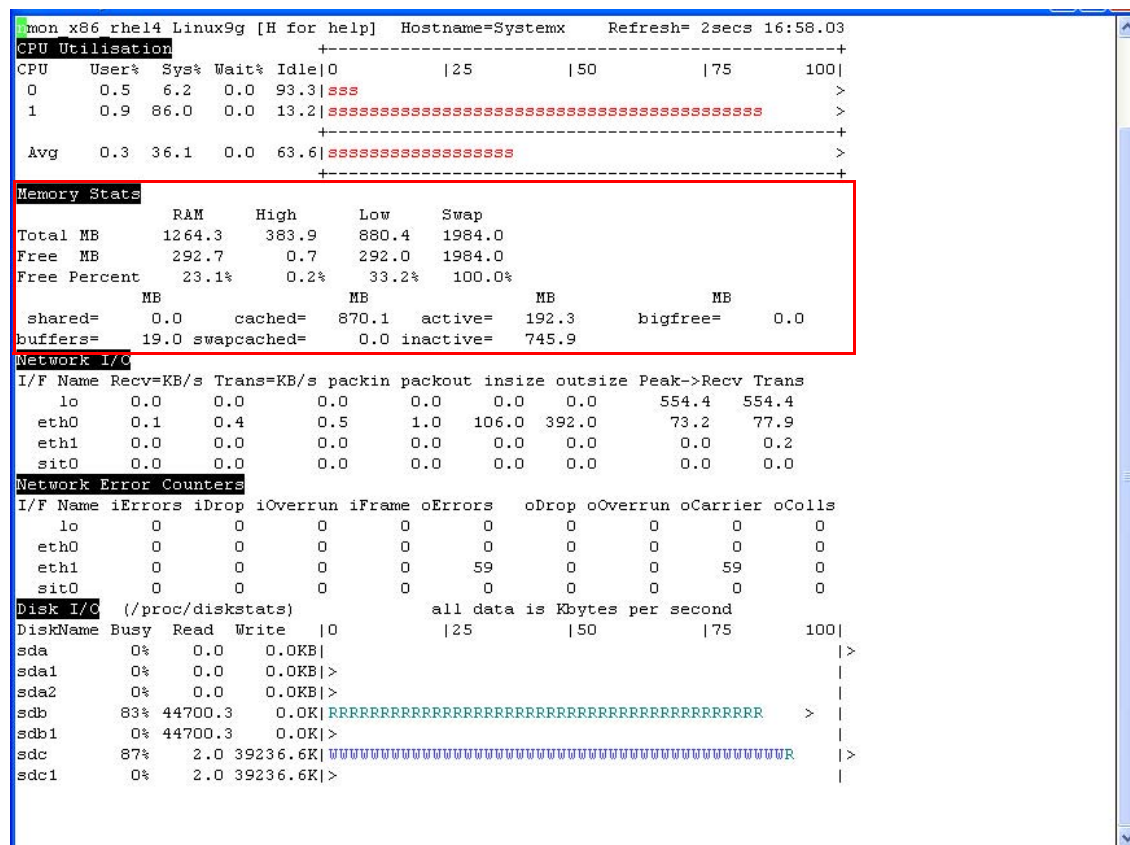 nmon_x86_rhel4 Linux9g [H for help]   Hostname=Systemx     Refresh= 2secs 16:58.03
CPU Utilisation              +--------------------------------------------------+
CPU    User%  Sys% Wait% Idle|0          |25         |50          |75       100|
 0      0.5   6.2   0.0  93.3|sss                                               >
 1      0.9  86.0   0.0  13.2|ssssssssssssssssssssssssssssssssssssssssss       >
                             +--------------------------------------------------+
 Avg    0.3  36.1   0.0  63.6|ssssssssssssssssss                                >
                             +--------------------------------------------------+
Memory Stats
               RAM     High      Low     Swap
Total MB     1264.3    383.9    880.4   1984.0
Free  MB      292.7      0.7    292.0   1984.0
Free Percent    23.1%     0.2%    33.2%   100.0%
            MB                  MB                MB               MB
 shared=     0.0     cached=   870.1   active=   192.3      bigfree=     0.0
buffers=    19.0 swapcached=     0.0 inactive=   745.9
Network I/O
I/F Name Recv=KB/s Trans=KB/s packin packout insize outsize Peak->Recv Trans
    lo     0.0     0.0       0.0      0.0     0.0    0.0      554.4   554.4
  eth0     0.1     0.4       0.5      1.0   106.0  392.0       73.2    77.9
  eth1     0.0     0.0       0.0      0.0     0.0    0.0        0.0     0.2
  sit0     0.0     0.0       0.0      0.0     0.0    0.0        0.0     0.0
Network Error Counters
I/F Name iErrors iDrop iOverrun iFrame oErrors   oDrop oOverrun oCarrier oColls
    lo       0       0       0       0       0       0       0       0       0
  eth0       0       0       0       0       0       0       0       0       0
  eth1       0       0       0       0      59       0       0      59       0
  sit0       0       0       0       0       0       0       0       0       0
Disk I/O  (/proc/diskstats)             all data is Kbytes per second
DiskName Busy  Read  Write   |0          |25         |50          |75       100|
sda        0%    0.0    0.0KB|                                                 |>
sda1       0%    0.0    0.0KB|>                                                |
sda2       0%    0.0    0.0KB|>                                                |
sdb       83% 44700.3    0.0K|RRRRRRRRRRRRRRRRRRRRRRRRRRRRRRRRRRRRRRRRRR    >  |
sdb1       0% 44700.3    0.0K|>                                                |
sdc       87%    2.0 39236.6K|WWWWWWWWWWWWWWWWWWWWWWWWWWWWWWWWWWWWWWWWWWWWR    |>
sdc1       0%    2.0 39236.6K|>                                                |